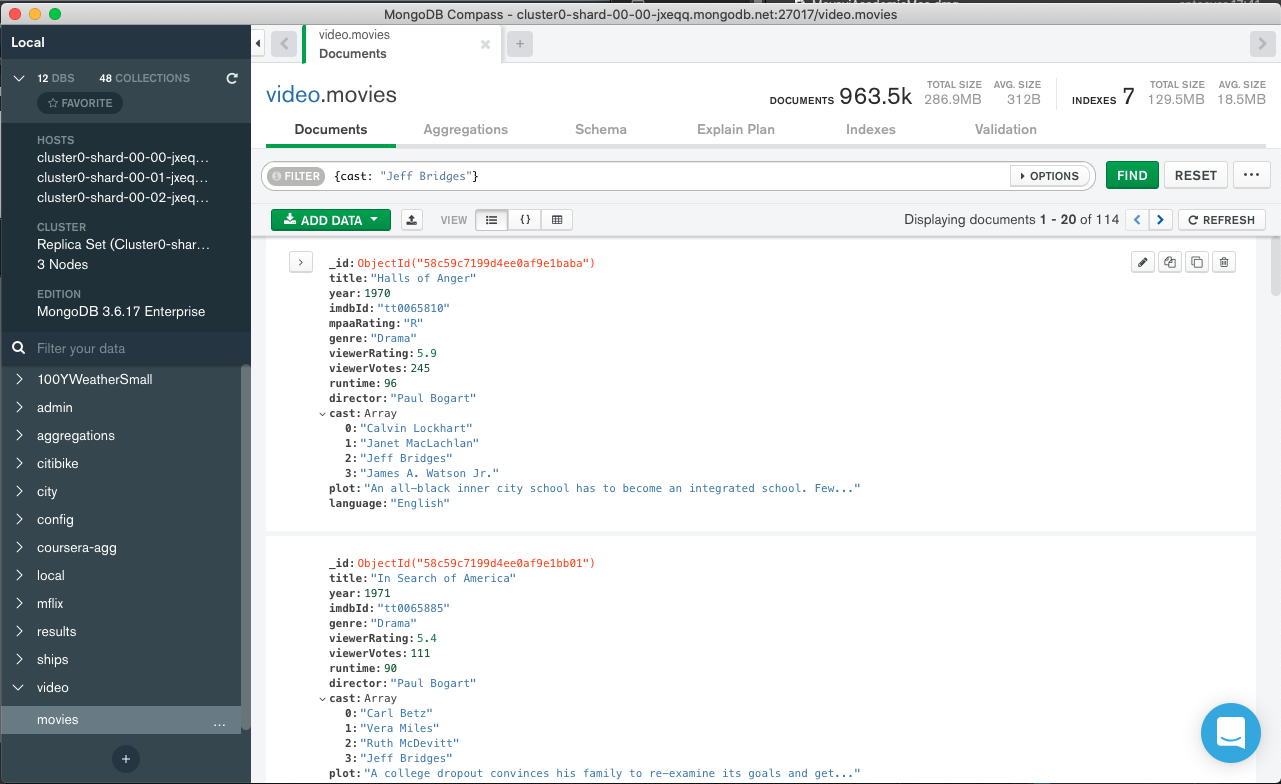 MongoDB Compass - cluster0-shard-00-00-jxeqq.mongodb.net:27017/video.movies
Local
12 DBS 48 COLLECTIONS
FAVORITE
HOSTS
cluster0-shard-00-00-jxeq...
cluster0-shard-00-01-jxeq...
cluster0-shard-00-02-jxeq...
CLUSTER
Replica Set (Cluster0-shar...
3 Nodes
EDITION
MongoDB 3.6.17 Enterprise
Filter your data
100YWeatherSmall
admin
aggregations
citibike
city
config
coursera-agg
local
mflix
results
ships
video
movies ...
+
video.movies
Documents
+
video.movies
DOCUMENTS 963.5k
TOTAL SIZE AVG. SIZE
286.9MB 312B
INDEXES 7
TOTAL SIZE AVG. SIZE
129.5MB 18.5MB
Documents Aggregations Schema Explain Plan Indexes Validation
FILTER {cast: "Jeff Bridges"} OPTIONS FIND RESET ...
ADD DATA VIEW {} Displaying documents 1 - 20 of 114 REFRESH
_id: ObjectId("58c59c7199d4ee0af9e1baba")
title: "Halls of Anger"
year: 1970
imdbId: "tt0065810"
mpaaRating: "R"
genre: "Drama"
viewerRating: 5.9
viewerVotes: 245
runtime: 96
director: "Paul Bogart"
cast: Array
0: "Calvin Lockhart"
1: "Janet MacLachlan"
2: "Jeff Bridges"
3: "James A. Watson Jr."
plot: "An all-black inner city school has to become an integrated school. Few..."
language: "English"
_id: ObjectId("58c59c7199d4ee0af9e1bb01")
title: "In Search of America"
year: 1971
imdbId: "tt0065885"
genre: "Drama"
viewerRating: 5.4
viewerVotes: 111
runtime: 90
director: "Paul Bogart"
cast: Array
0: "Carl Betz"
1: "Vera Miles"
2: "Ruth McDevitt"
3: "Jeff Bridges"
plot: "A college dropout convinces his family to re-examine its goals and get..."